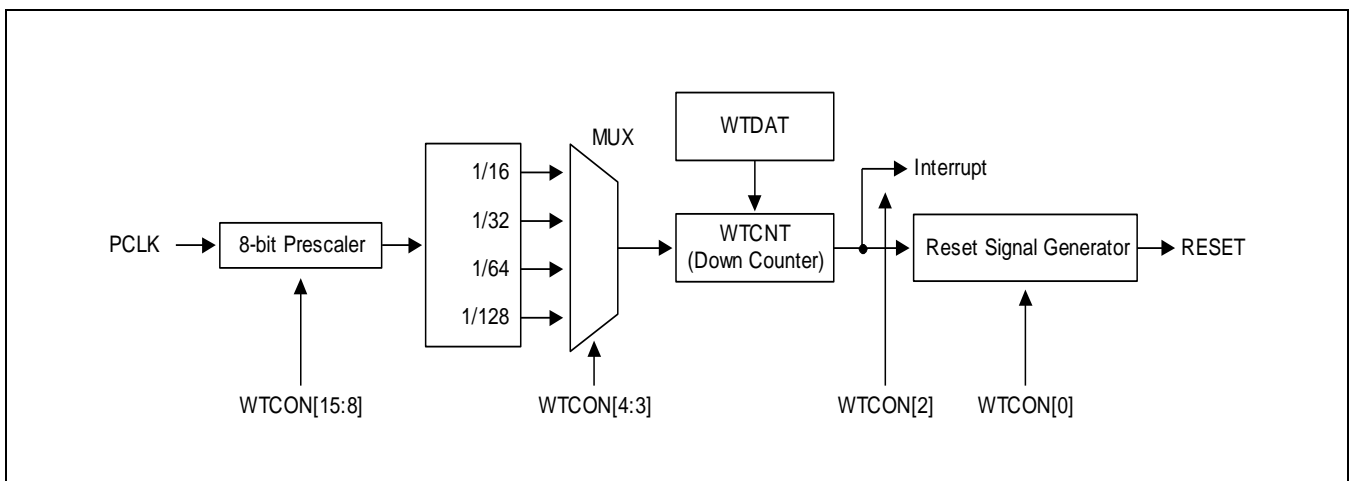 WTDAT
MUX
1/16
Interrupt
1/32
PCLK
8-bit Prescaler
WTCNT
(Down Counter)
Reset Signal Generator
RESET
1/64
1/128
WTCON[15:8]
WTCON[4:3]
WTCON[2]
WTCON[0]